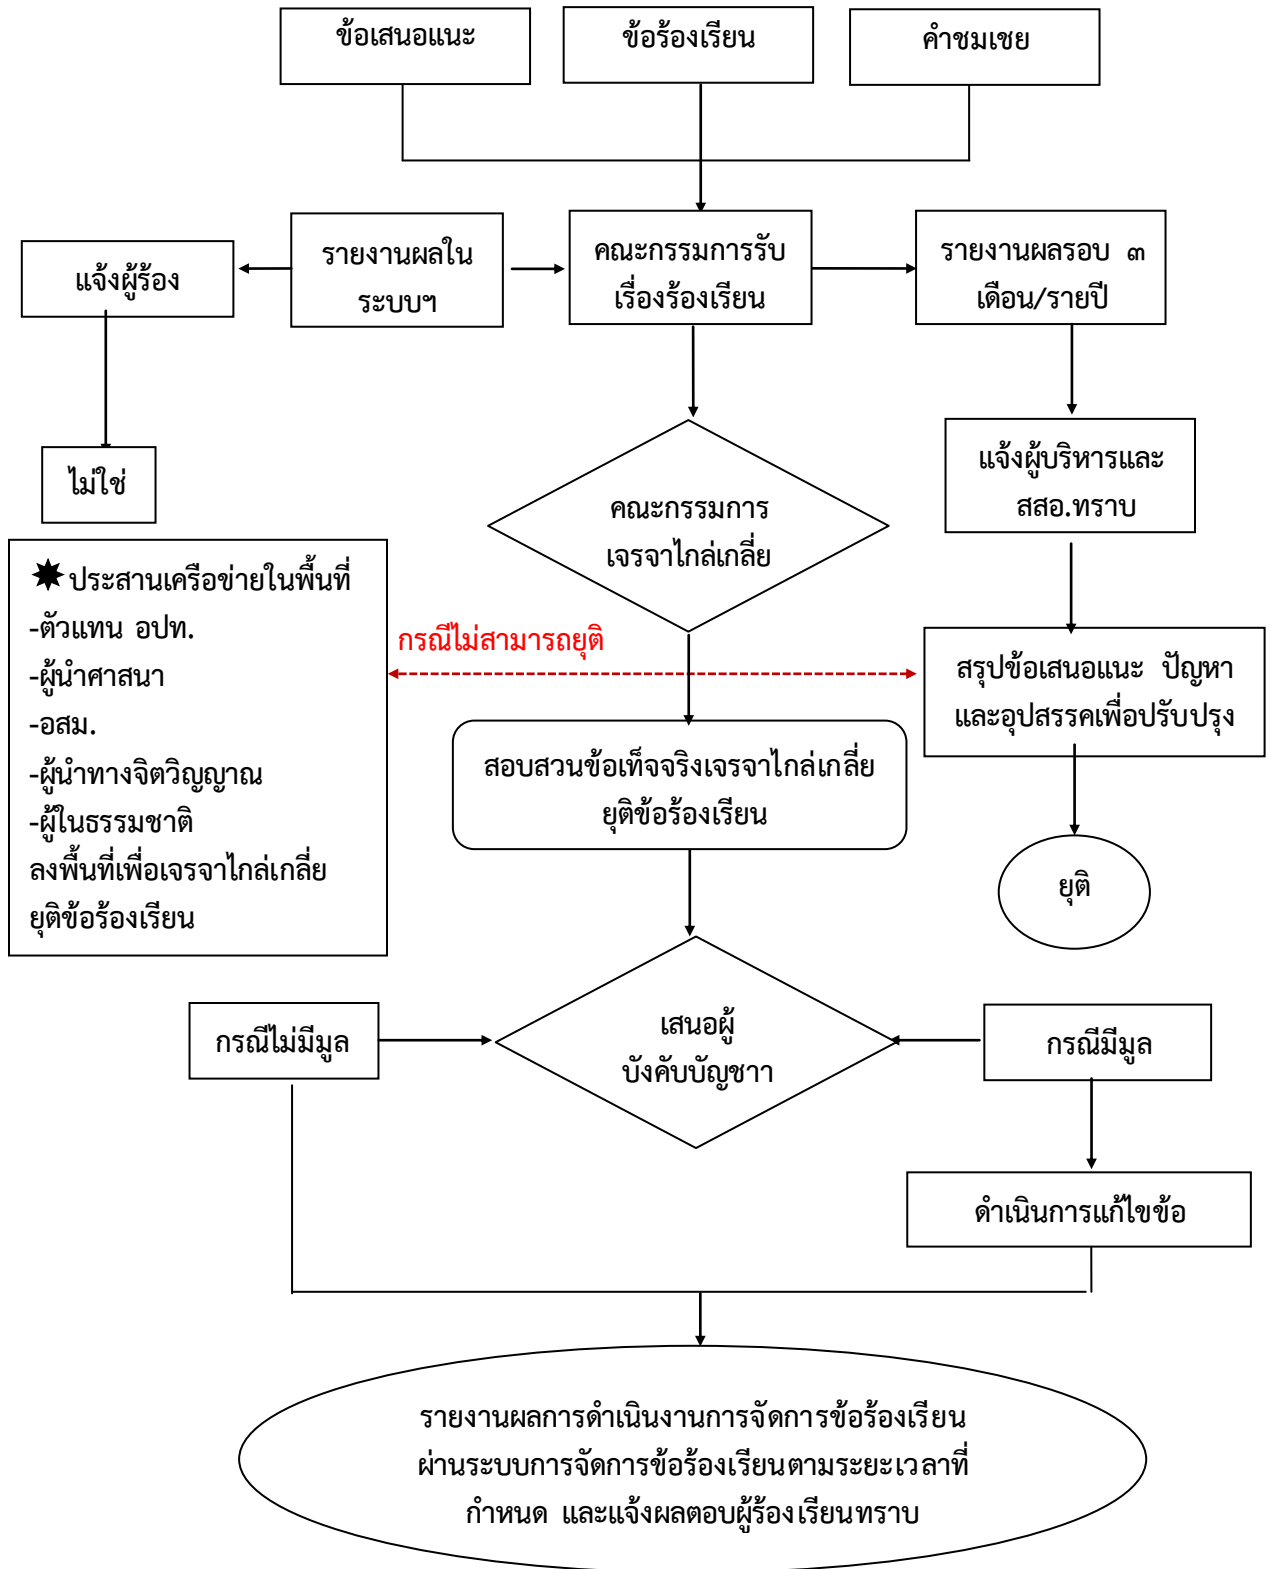 ข้อเสนอแนะ
ข้อร้องเรียน
คำชมเชย
แจ้งผู้ร้อง
รายงานผลใน
ระบบฯ
คณะกรรมการรับ
เรื่องร้องเรียน
รายงานผลรอบ ๓
เดือน/รายปี
ไม่ใช่
คณะกรรมการ
เจรจาไกล่เกลี่ย
แจ้งผู้บริหารและ
สสอ.ทราบ
ประสานเครือข่ายในพื้นที่
-ตัวแทน อปท.
-ผู้นำศาสนา
-อสม.
-ผู้นำทางจิตวิญญาณ
-ผู้ในธรรมชาติ
ลงพื้นที่เพื่อเจรจาไกล่เกลี่ย
ยุติข้อร้องเรียน
กรณีไม่สามารถยุติ
สรุปข้อเสนอแนะ ปัญหา
และอุปสรรคเพื่อปรับปรุง
สอบสวนข้อเท็จจริงเจรจาไกล่เกลี่ย
ยุติข้อร้องเรียน
ยุติ
กรณีไม่มีมูล
เสนอผู้
บังคับบัญชาา
กรณีมีมูล
ดำเนินการแก้ไขข้อ
รายงานผลการดำเนินงานการจัดการข้อร้องเรียน
ผ่านระบบการจัดการข้อร้องเรียนตามระยะเวลาที่
กำหนด และแจ้งผลตอบผู้ร้องเรียนทราบ